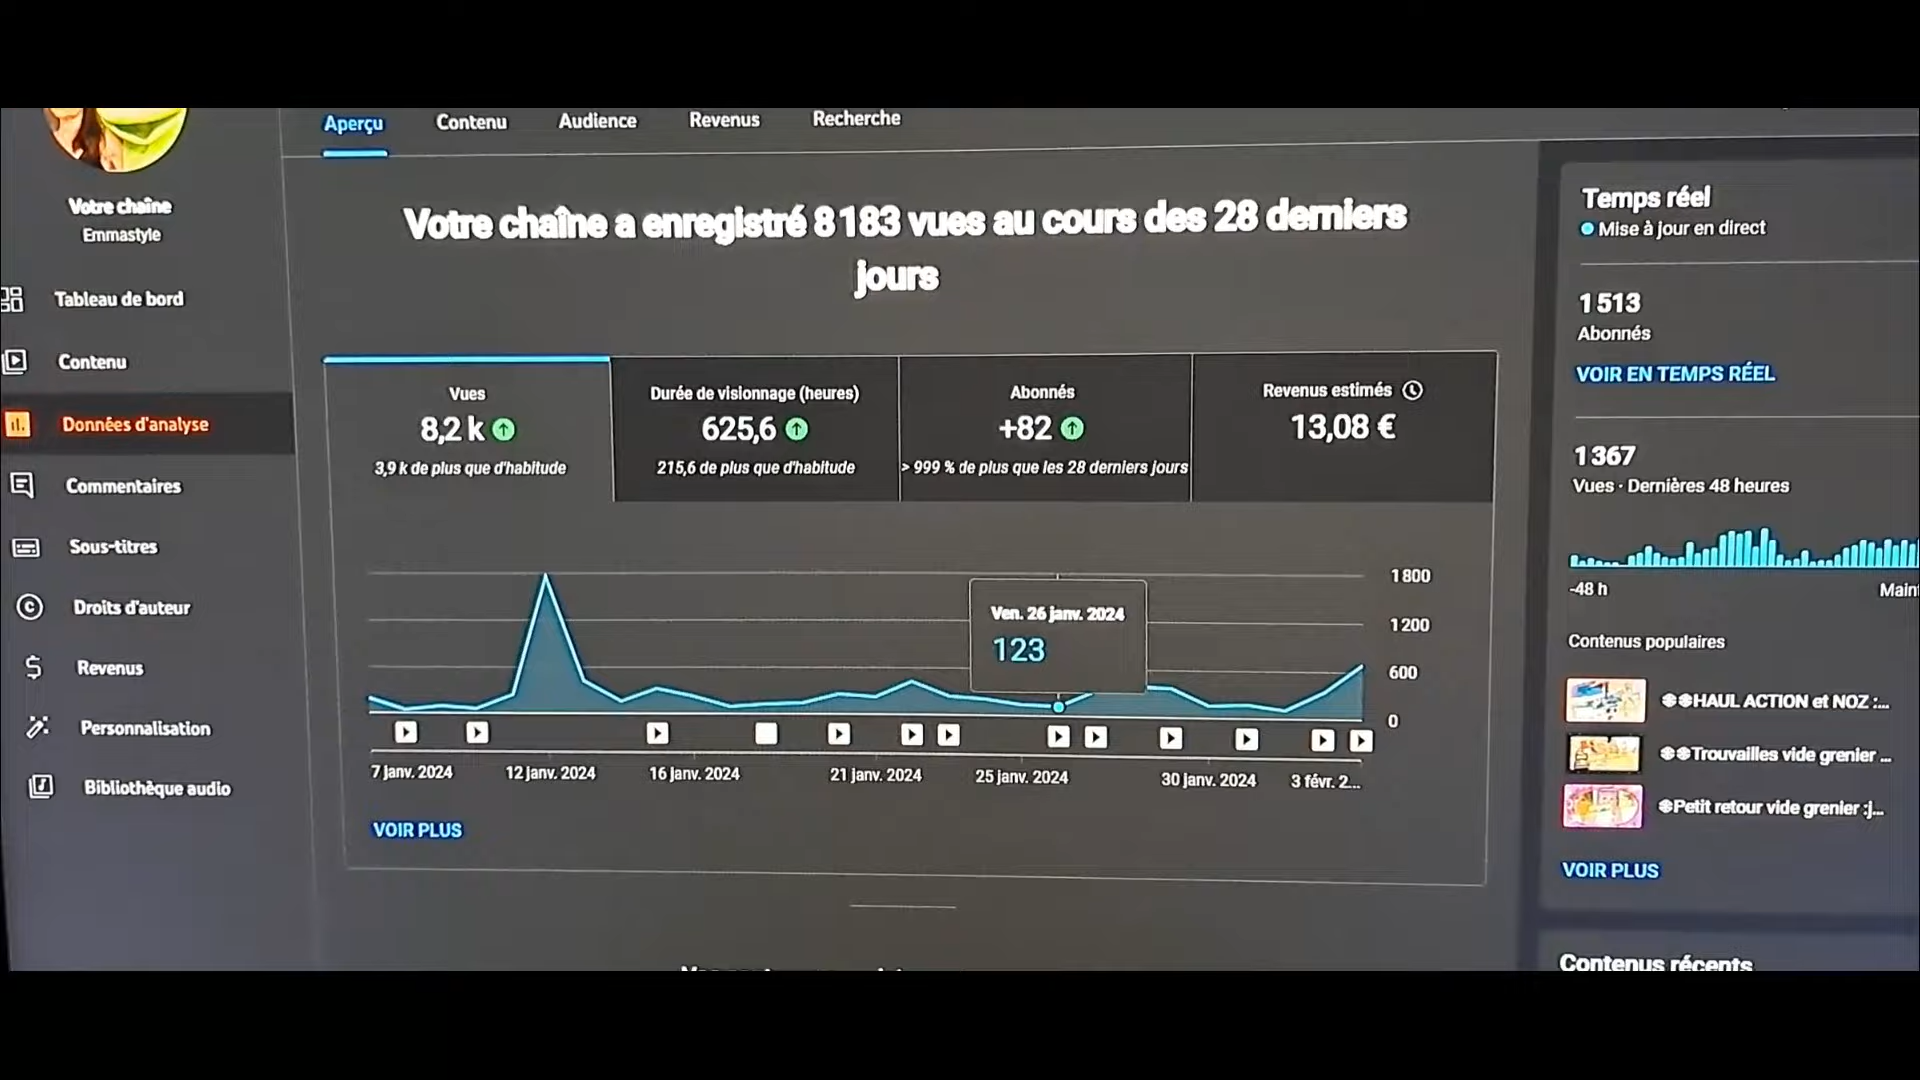 Aperçu
Contenu
Audience
Revenus
Recherche
Votre chaîne
Emmastyle
Tableau de bord
Contenu
Données d'analyse
Commentaires
Sous-titres
Droits d'auteur
Revenus
Personnalisation
Bibliothèque audio
Votre chaîne a enregistré 8 183 vues au cours des 28 derniers
jours
Vues
8,2 k
3,9 k de plus que d'habitude
Durée de visionnage (heures)
625,6
215,6 de plus que d'habitude
Abonnés
+82
> 999 % de plus que les 28 derniers jours
Revenus estimés
13,08 €
Ven. 26 janv. 2024
123
1 800
1 200
600
0
7 janv. 2024
12 janv. 2024
16 janv. 2024
21 janv. 2024
25 janv. 2024
30 janv. 2024
3 févr. 2...
VOIR PLUS
Temps réel
Mise à jour en direct
1 513
Abonnés
VOIR EN TEMPS RÉEL
1 367
Vues · Dernières 48 heures
-48 h
Maint
Contenus populaires
❄❄HAUL ACTION et NOZ :...
❄❄Trouvailles vide grenier ...
❄Petit retour vide grenier :j...
VOIR PLUS
Contenus récents